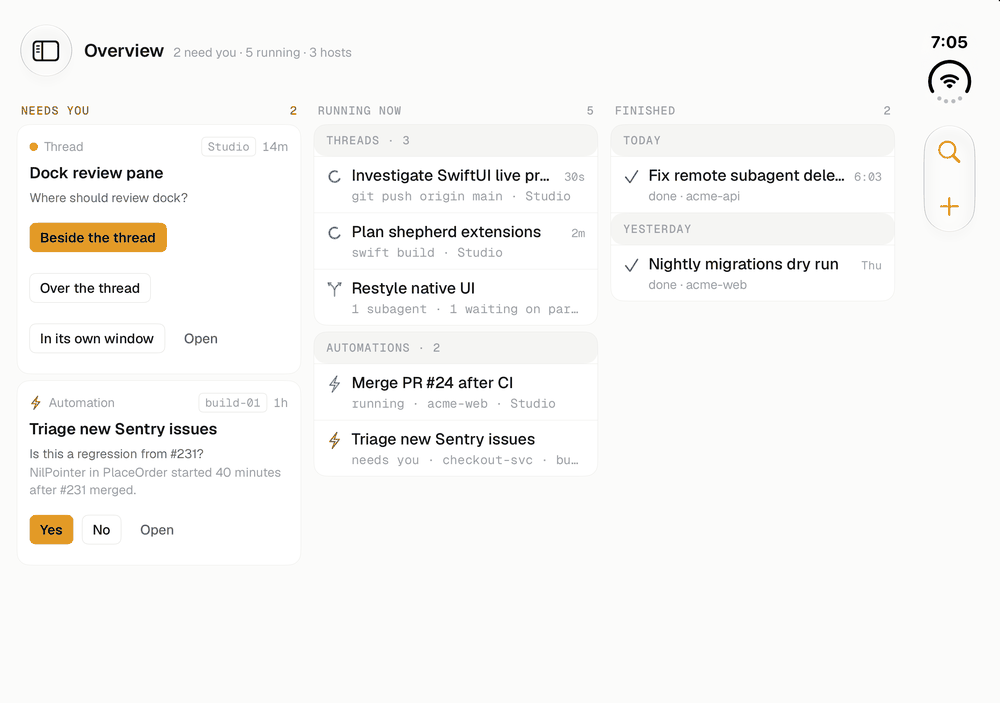 Overview 2 need you · 5 running · 3 hosts
7:05
NEEDS YOU 2
Thread Studio 14m
Dock review pane
Where should review dock?
Beside the thread
Over the thread
In its own window Open
Automation build-01 1h
Triage new Sentry issues
Is this a regression from #231?
NilPointer in PlaceOrder started 40 minutes
after #231 merged.
Yes No Open
RUNNING NOW 5
THREADS · 3
Investigate SwiftUI live pr… 30s
git push origin main · Studio
Plan shepherd extensions 2m
swift build · Studio
Restyle native UI
1 subagent · 1 waiting on par…
AUTOMATIONS · 2
Merge PR #24 after CI
running · acme-web · Studio
Triage new Sentry issues
needs you · checkout-svc · bu…
FINISHED 2
TODAY
Fix remote subagent dele… 6:03
done · acme-api
YESTERDAY
Nightly migrations dry run Thu
done · acme-web